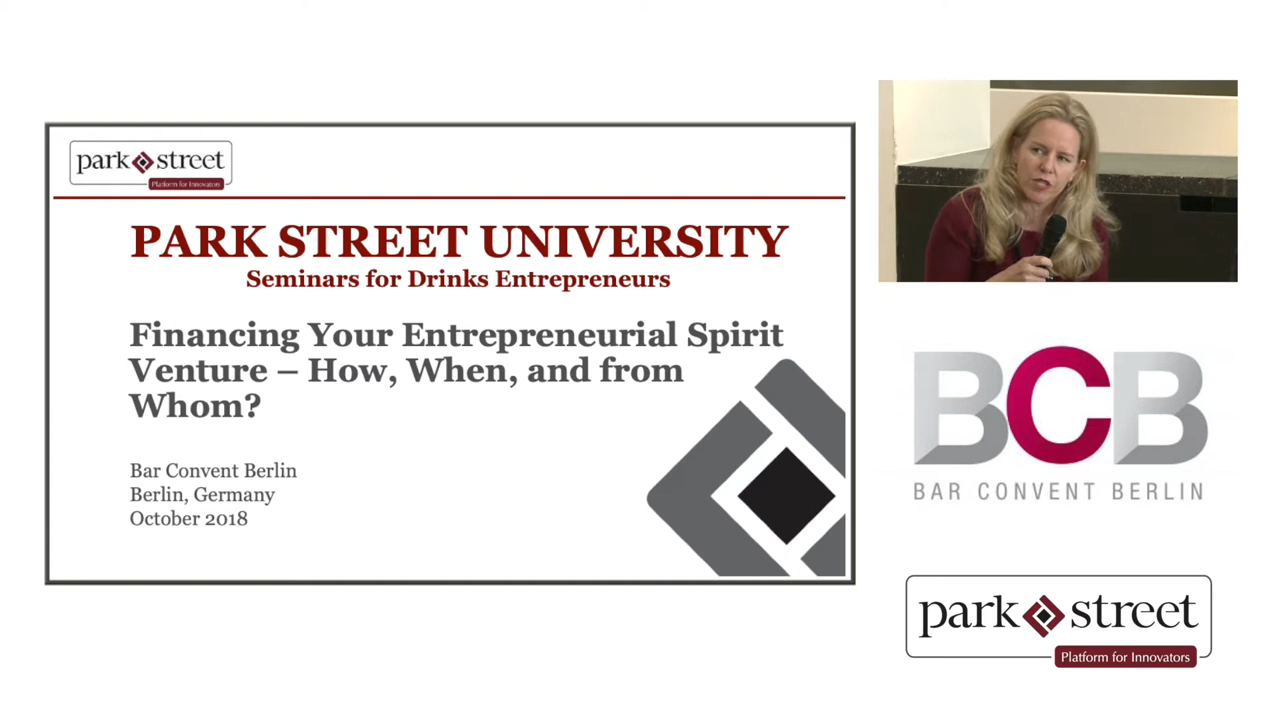 park street
Platform for Innovators
PARK STREET UNIVERSITY
Seminars for Drinks Entrepreneurs
Financing Your Entrepreneurial Spirit
Venture – How, When, and from
Whom?
Bar Convent Berlin
Berlin, Germany
October 2018
BCB
BAR CONVENT BERLIN
park street
Platform for Innovators